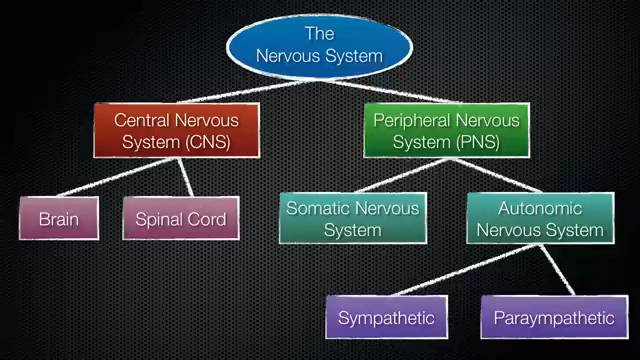 The
Nervous System
Central Nervous
System (CNS)
Peripheral Nervous
System (PNS)
Brain
Spinal Cord
Somatic Nervous
System
Autonomic
Nervous System
Sympathetic
Paraympathetic